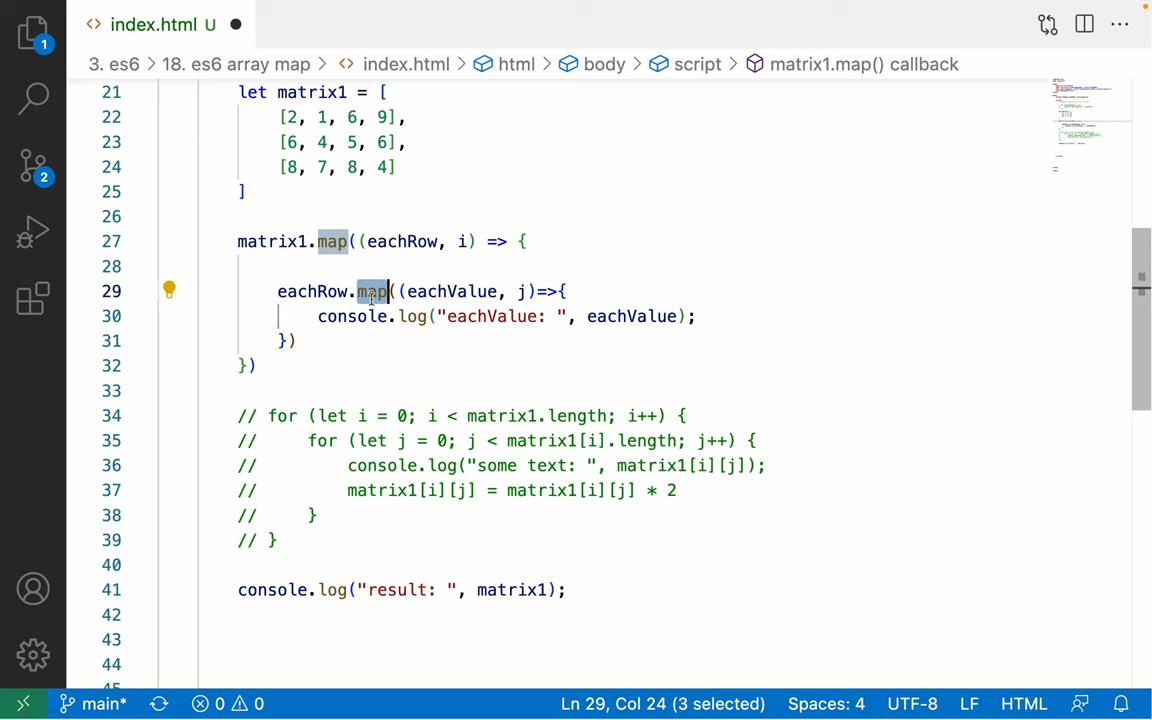 index.html U
3. es6 > 18. es6 array map > index.html > html > body > script > matrix1.map() callback
21 let matrix1 = [
22 [2, 1, 6, 9],
23 [6, 4, 5, 6],
24 [8, 7, 8, 4]
25 ]
26
27 matrix1.map((eachRow, i) => {
28
29 eachRow.map((eachValue, j)=>{
30 console.log("eachValue: ", eachValue);
31 })
32 })
33
34 // for (let i = 0; i < matrix1.length; i++) {
35 // for (let j = 0; j < matrix1[i].length; j++) {
36 // console.log("some text: ", matrix1[i][j]);
37 // matrix1[i][j] = matrix1[i][j] * 2
38 // }
39 // }
40
41 console.log("result: ", matrix1);
42
43
44
45
1
2
main* 0 0 Ln 29, Col 24 (3 selected) Spaces: 4 UTF-8 LF HTML